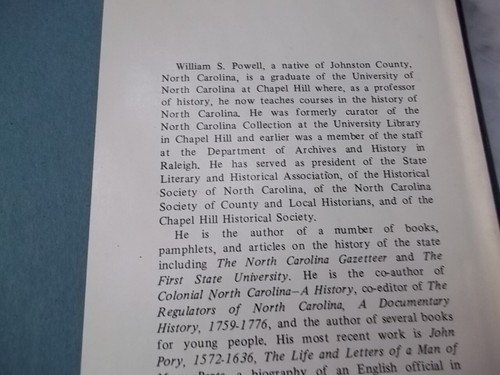 William S. Powell, a native of Johnston County,
North Carolina, is a graduate of the University of
North Carolina at Chapel Hill where, as a professor
of history, he now teaches courses in the history of
North Carolina. He was formerly curator of the
North Carolina Collection at the University Library
in Chapel Hill and earlier was a member of the staff
at the Department of Archives and History in
Raleigh. He has served as president of the State
Literary and Historical Association, of the Historical
Society of North Carolina, of the North Carolina
Society of County and Local Historians, and of the
Chapel Hill Historical Society.
He is the author of a number of books,
pamphlets, and articles on the history of the state
including The North Carolina Gazetteer and The
First State University. He is the co-author of
Colonial North Carolina—A History, co-editor of The
Regulators of North Carolina, A Documentary
History, 1759-1776, and the author of several books
for young people. His most recent work is John
Pory, 1572-1636, The Life and Letters of a Man of
a biography of an English official in